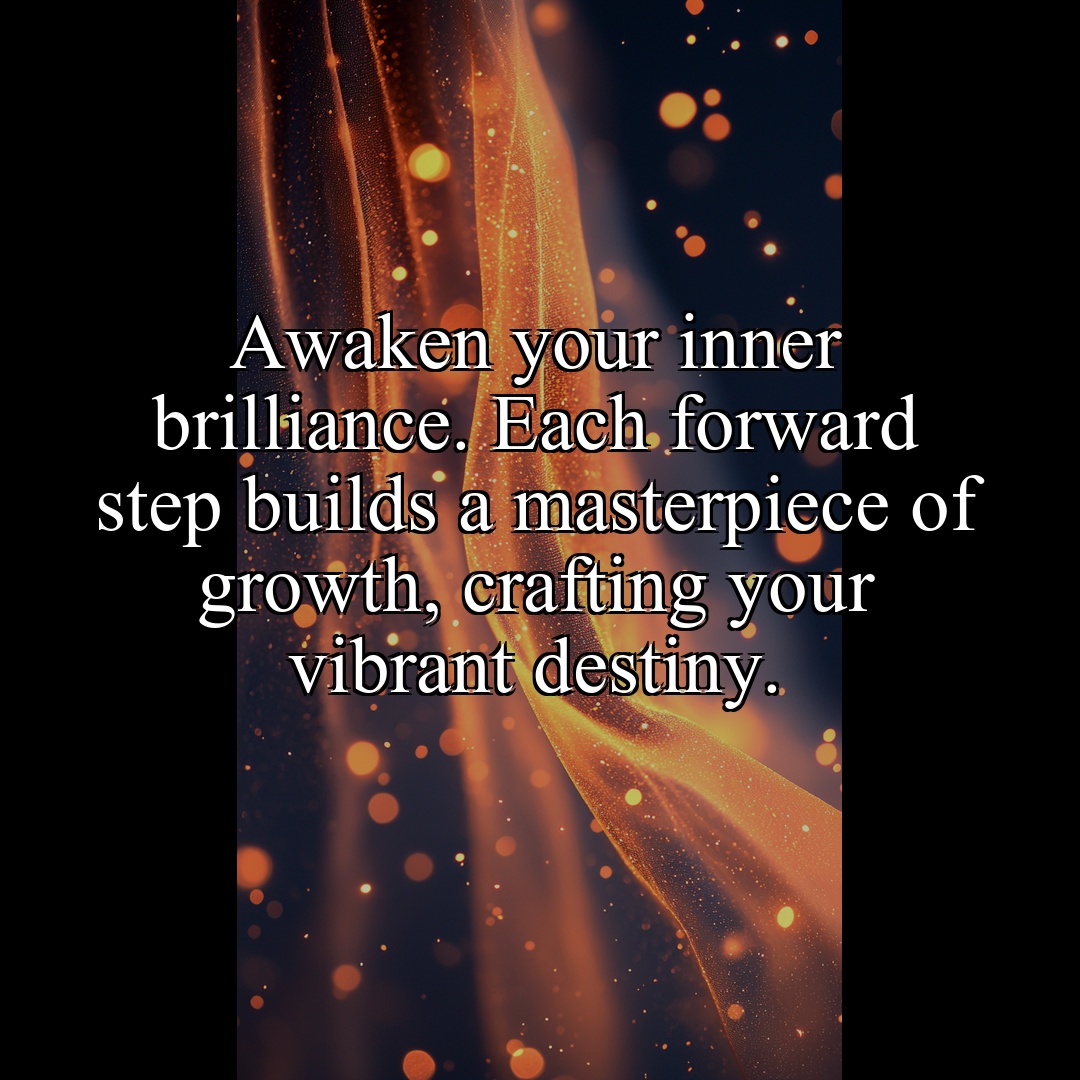 Awaken your inner
brilliance. Each forward
step builds a masterpiece of
growth, crafting your
vibrant destiny.